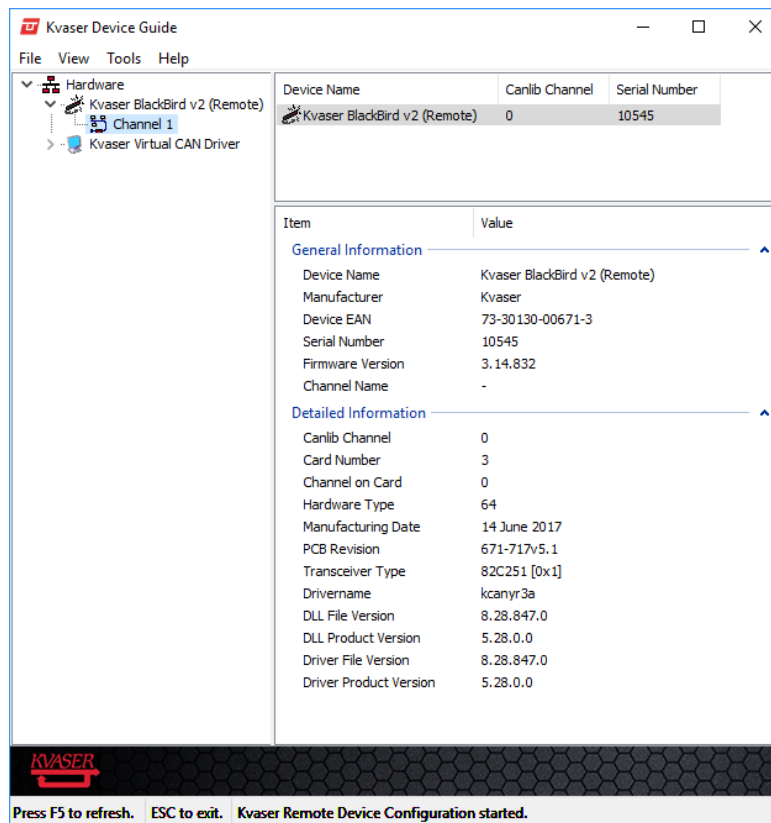 Kvaser Device Guide
File View Tools Help
Hardware
Kvaser BlackBird v2 (Remote)
Channel 1
Kvaser Virtual CAN Driver
Device Name Canlib Channel Serial Number
Kvaser BlackBird v2 (Remote) 0 10545
Item Value
General Information
Device Name Kvaser BlackBird v2 (Remote)
Manufacturer Kvaser
Device EAN 73-30130-00671-3
Serial Number 10545
Firmware Version 3.14.832
Channel Name -
Detailed Information
Canlib Channel 0
Card Number 3
Channel on Card 0
Hardware Type 64
Manufacturing Date 14 June 2017
PCB Revision 671-717v5.1
Transceiver Type 82C251 [0x1]
Drivername kcanyr3a
DLL File Version 8.28.847.0
DLL Product Version 5.28.0.0
Driver File Version 8.28.847.0
Driver Product Version 5.28.0.0
KVASER
Press F5 to refresh. ESC to exit. Kvaser Remote Device Configuration started.